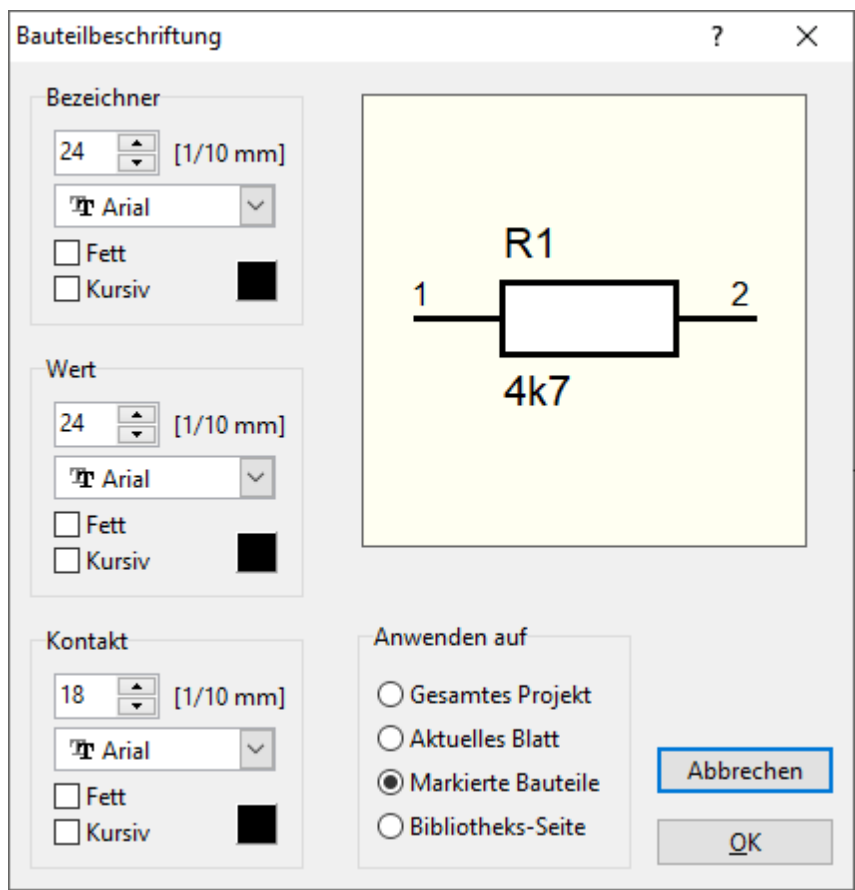 Bauteilbeschriftung ?
Bezeichner
24 [1/10 mm]
Arial
Fett
Kursiv
Wert
24 [1/10 mm]
Arial
Fett
Kursiv
Kontakt
18 [1/10 mm]
Arial
Fett
Kursiv
R1
1 2
4k7
Anwenden auf
Gesamtes Projekt
Aktuelles Blatt
Markierte Bauteile
Bibliotheks-Seite
Abbrechen
OK